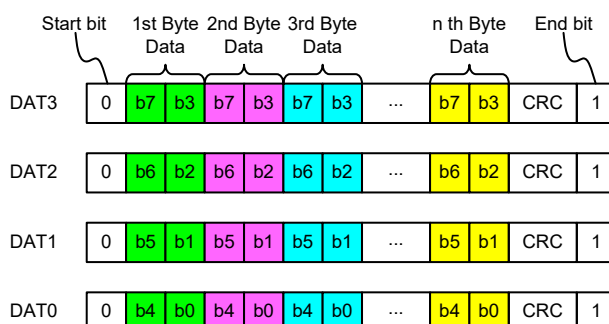 Start bit 1st Byte Data 2nd Byte Data 3rd Byte Data n th Byte Data End bit
DAT3 0 b7 b3 b7 b3 b7 b3 ... b7 b3 CRC 1
DAT2 0 b6 b2 b6 b2 b6 b2 ... b6 b2 CRC 1
DAT1 0 b5 b1 b5 b1 b5 b1 ... b5 b1 CRC 1
DAT0 0 b4 b0 b4 b0 b4 b0 ... b4 b0 CRC 1